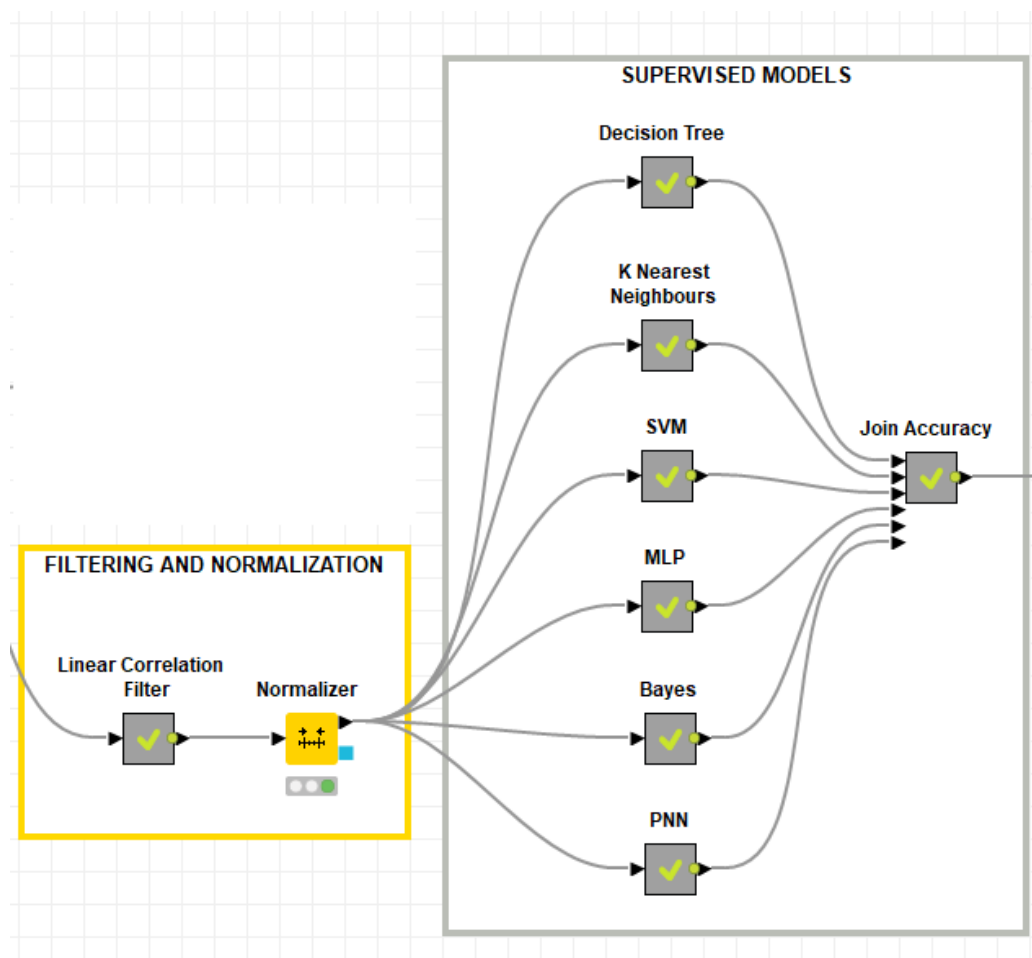 SUPERVISED MODELS
Decision Tree
K Nearest
Neighbours
SVM
Join Accuracy
MLP
FILTERING AND NORMALIZATION
Linear Correlation
Filter
Normalizer
Bayes
PNN